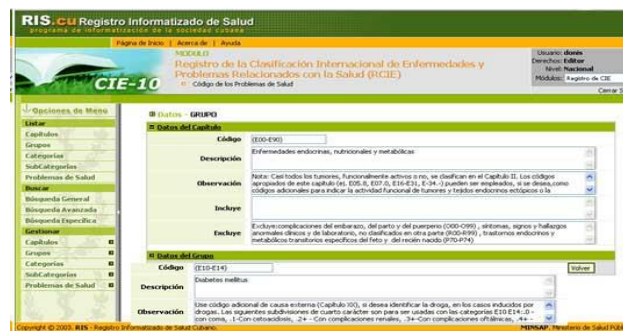 RIS.cu Registro Informatizado de Salud
programa de informatización de la sociedad cubana
Página de Inicio | Acerca de | Ayuda
CIE-10
MODULO
Registro de la Clasificación Internacional de Enfermedades y
Problemas Relacionados con la Salud (RCIE)
Código de los Problemas de Salud
Usuario: donis
Derechos: Editor
Nivel: Nacional
Módulos: Registro de CIE
Cerrar S
Opciones de Menú
Listar
Capítulos
Grupos
Categorías
SubCategorías
Problemas de Salud
Buscar
Búsqueda General
Búsqueda Avanzada
Búsqueda Específica
Gestionar
Capítulos
Grupos
Categorías
SubCategorías
Problemas de Salud
Datos - GRUPO
Datos del Capítulo
Código (E00-E90)
Descripción Enfermedades endocrinas, nutricionales y metabólicas
Observación Nota: Casi todos los tumores, funcionalmente activos o no, se clasifican en el Capítulo II. Los códigos
apropiados de este capítulo (ej. E05.8, E07.0, E16-E31, E-34.-) pueden ser empleados, si se desea,como
códigos adicionales para indicar la actividad funcional de tumores y tejidos endocrinos ectópicos o la
Incluye
Excluye Excluye:complicaciones del embarazo, del parto y del puerperio (O00-O99) , síntomas, signos y hallazgos
anormales clínicos y de laboratorio, no clasificados en otra parte (R00-R99) , trastornos endocrinos y
metabólicos transitorios específicos del feto y del recién nacido (P70-P74)
Datos del Grupo
Código (E10-E14)
Volver
Descripción Diabetes mellitus
Observación Use código adicional de causa externa (Capítulo XX), si desea identificar la droga, en los casos inducidos por
drogas. Las siguientes subdivisiones de cuarto carácter son para ser usadas con las categorías E10 E14:.0 -
con coma, .1-Con cetoacidosis, .2+ - Con complicaciones renales, .3+-Con complicaciones oftálmicas, .4+ -
Copyright © 2003. RIS - Registro Informatizado de Salud Cubano.
MINSAP. Ministerio de Salud Púb